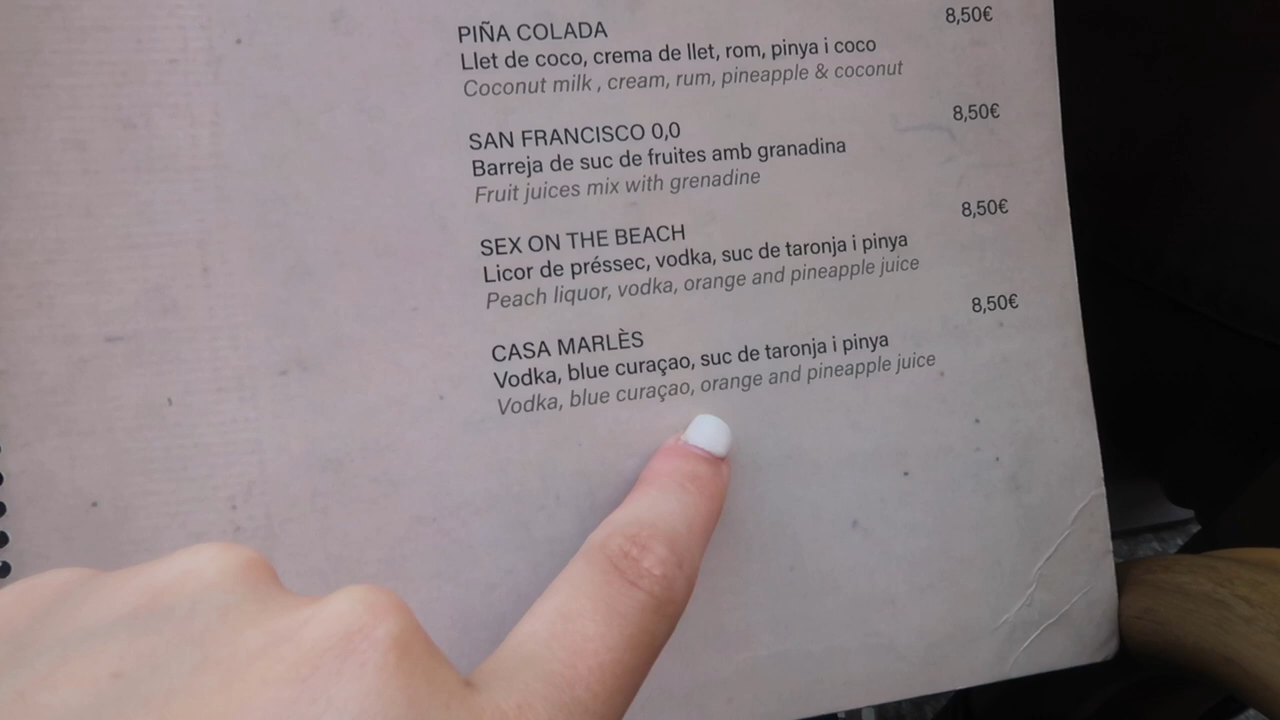 PIÑA COLADA 8,50€
Llet de coco, crema de llet, rom, pinya i coco
Coconut milk , cream, rum, pineapple & coconut
SAN FRANCISCO 0,0 8,50€
Barreja de suc de fruites amb granadina
Fruit juices mix with grenadine
SEX ON THE BEACH 8,50€
Licor de préssec, vodka, suc de taronja i pinya
Peach liquor, vodka, orange and pineapple juice
CASA MARLÈS 8,50€
Vodka, blue curaçao, suc de taronja i pinya
Vodka, blue curaçao, orange and pineapple juice